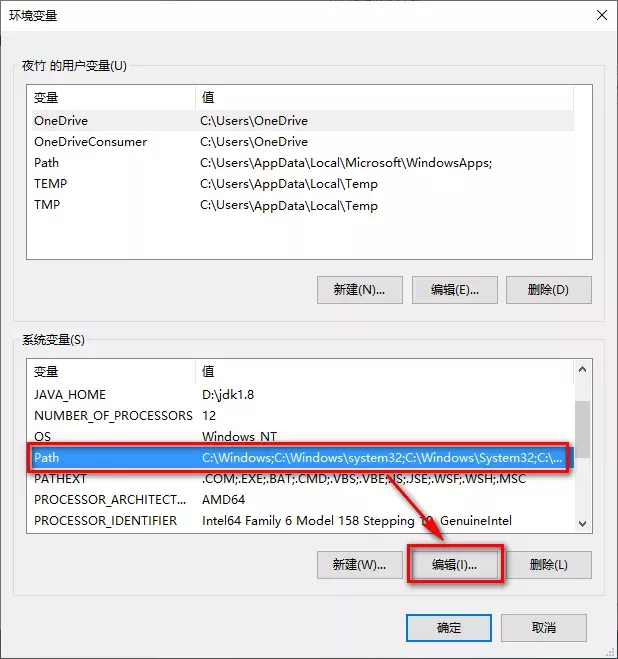 环境变量
夜竹 的用户变量(U)
变量 值
OneDrive C:\Users\OneDrive
OneDriveConsumer C:\Users\OneDrive
Path C:\Users\AppData\Local\Microsoft\WindowsApps;
TEMP C:\Users\AppData\Local\Temp
TMP C:\Users\AppData\Local\Temp
新建(N)... 编辑(E)... 删除(D)
系统变量(S)
变量 值
JAVA_HOME D:\jdk1.8
NUMBER_OF_PROCESSORS 12
OS Windows_NT
Path C:\Windows;C:\Windows\system32;C:\Windows\System32;C:\...
PATHEXT .COM;.EXE;.BAT;.CMD;.VBS;.VBE;.JS;.JSE;.WSF;.WSH;.MSC
PROCESSOR_ARCHITECT... AMD64
PROCESSOR_IDENTIFIER Intel64 Family 6 Model 158 Stepping GenuineIntel
新建(W)... 编辑(I)... 删除(L)
确定 取消